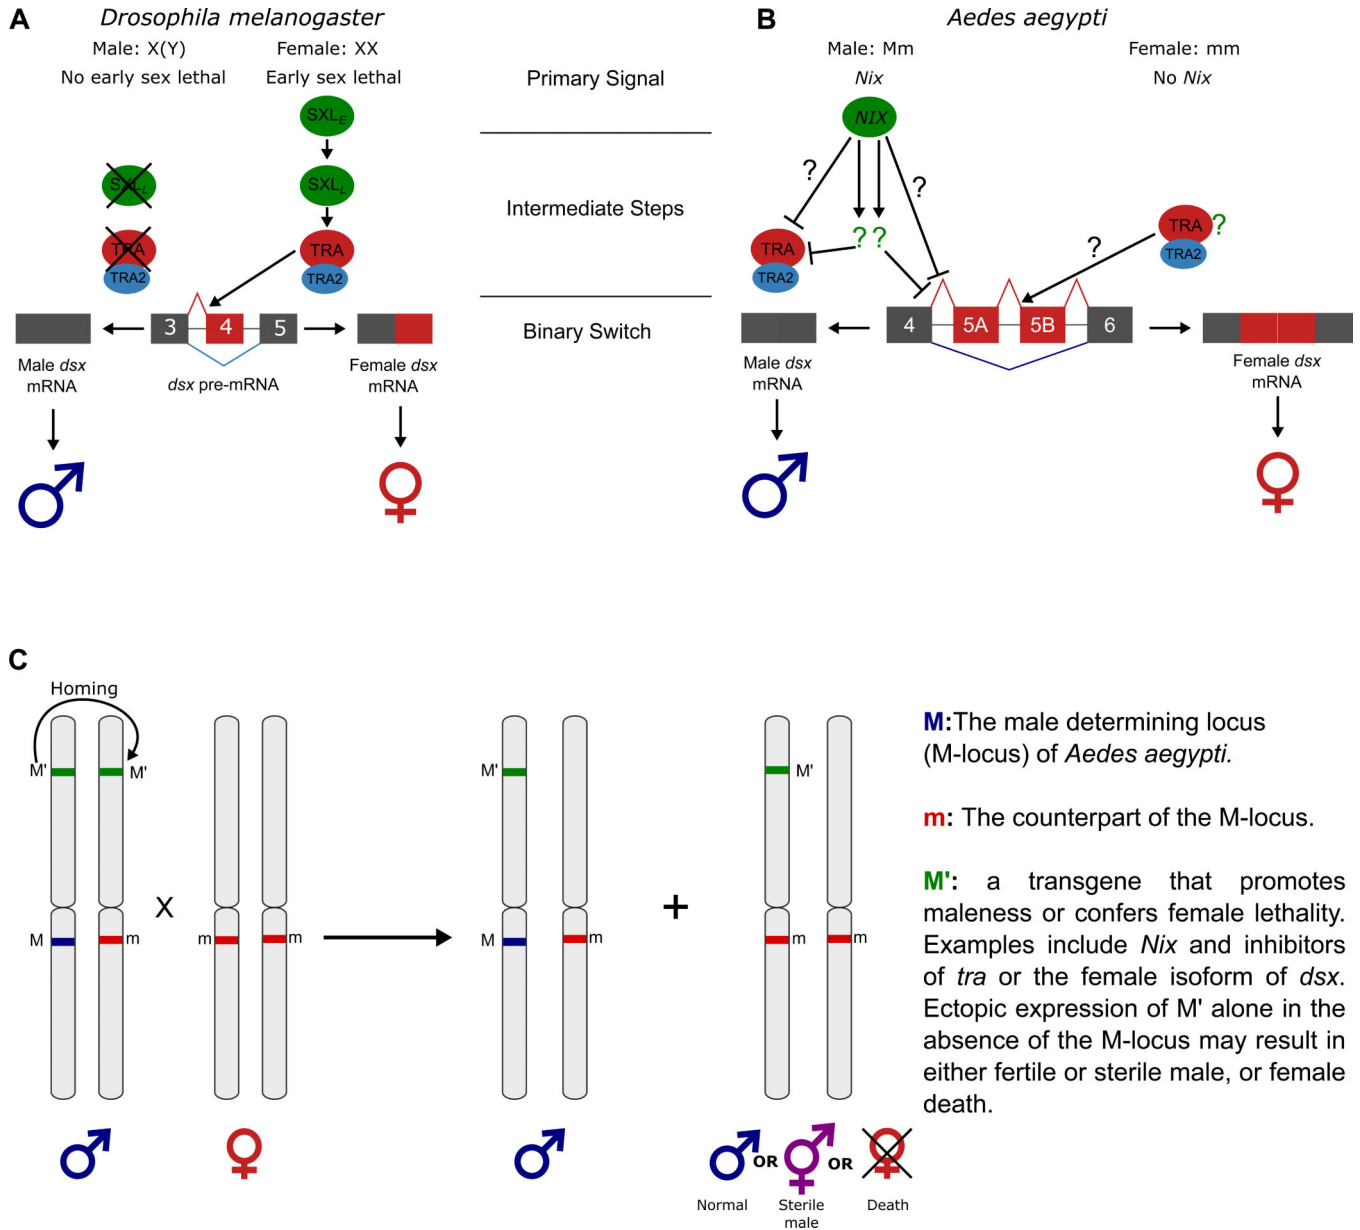 A
Drosophila melanogaster
Male: X(Y)
No early sex lethal
Female: XX
Early sex lethal
SXLE
SXLL
SXLL
TRA
TRA2
TRA
TRA2
3
4
5
Male dsx
mRNA
dsx pre-mRNA
Female dsx
mRNA
Primary Signal
Intermediate Steps
Binary Switch
B
Aedes aegypti
Male: Mm
Nix
Female: mm
No Nix
NIX
?
?
? ?
TRA
TRA2
?
TRA ?
TRA2
4
5A
5B
6
Male dsx
mRNA
Female dsx
mRNA
C
Homing
M'
M'
M
m
X
m
m
M'
M
m
+
M'
m
m
OR
OR
Normal
Sterile
male
Death
M:The male determining locus
(M-locus) of Aedes aegypti.
m: The counterpart of the M-locus.
M': a transgene that promotes
maleness or confers female lethality.
Examples include Nix and inhibitors
of tra or the female isoform of dsx.
Ectopic expression of M' alone in the
absence of the M-locus may result in
either fertile or sterile male, or female
death.